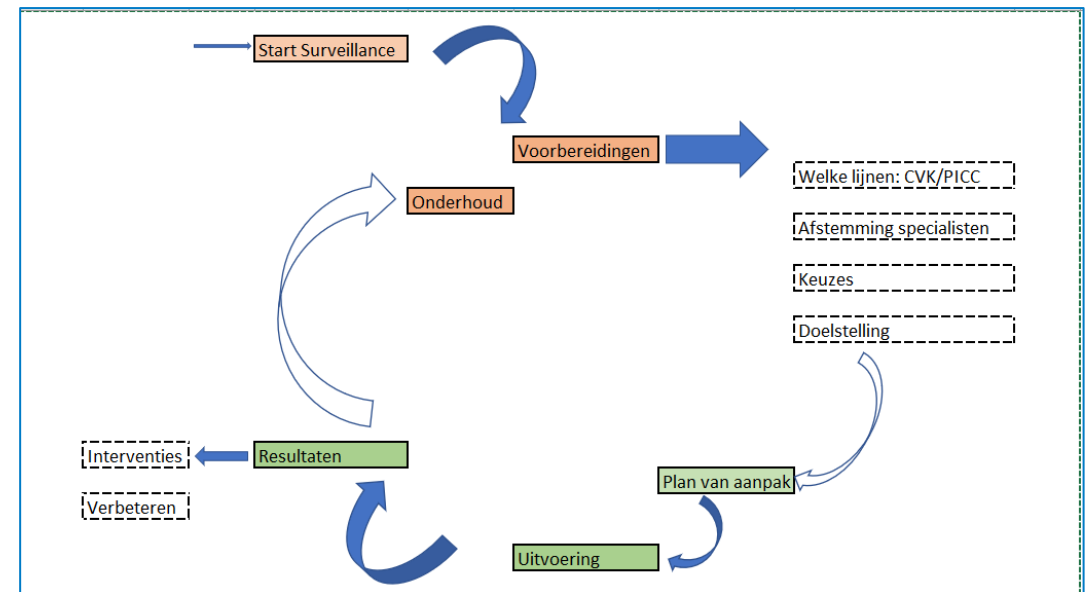 Start Surveillance
Voorbereidingen
Welke lijnen: CVK/PICC
Onderhoud
Afstemming specialisten
Keuzes
Doelstelling
Interventies
Resultaten
Plan van aanpak
Verbeteren
Uitvoering